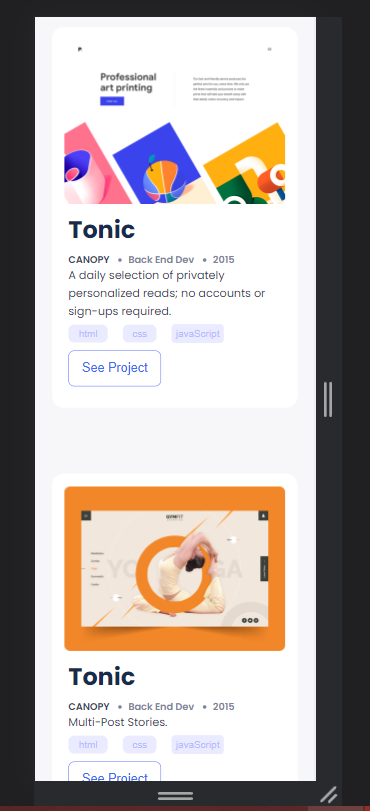 Professional
art printing
Tonic
CANOPY • Back End Dev • 2015
A daily selection of privately
personalized reads; no accounts or
sign-ups required.
html css javaScript
See Project
YO GA
Tonic
CANOPY • Back End Dev • 2015
Multi-Post Stories.
html css javaScript
See Project